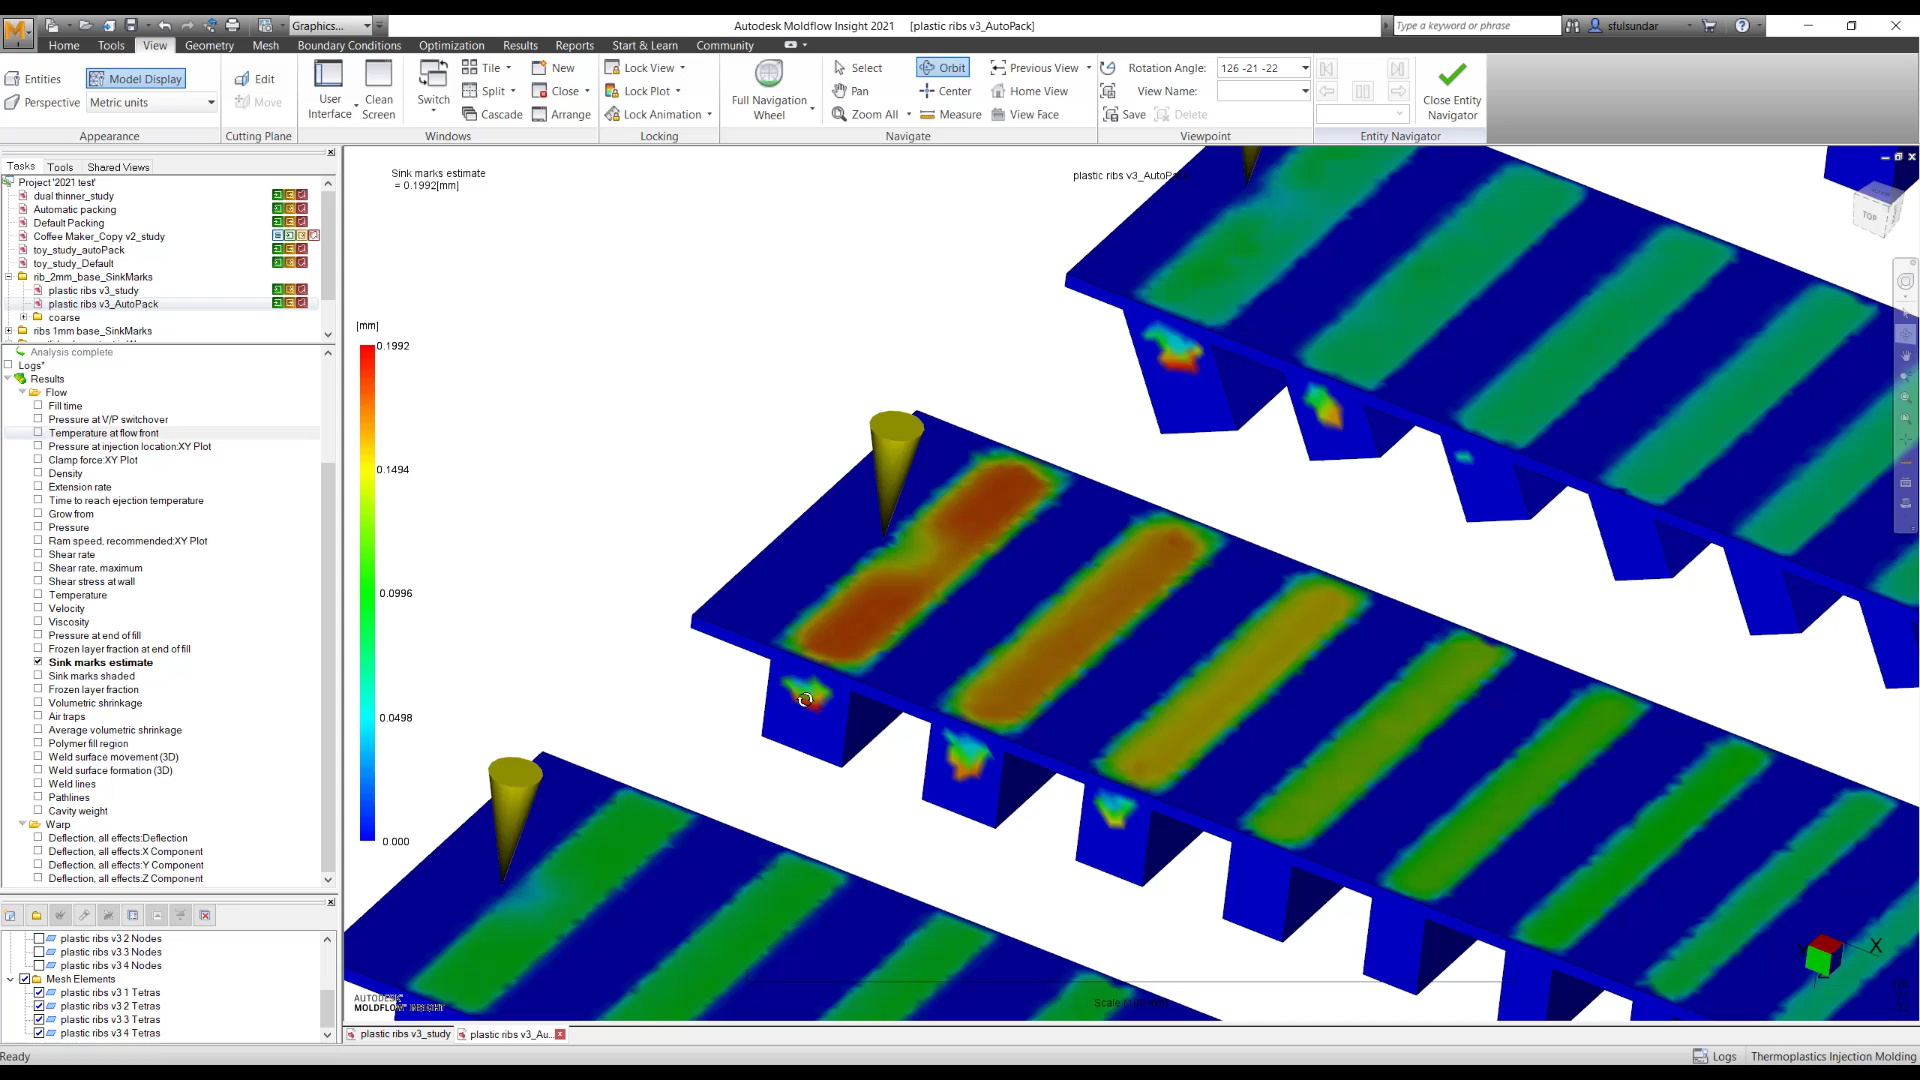 Graphics...
Autodesk Moldflow Insight 2021 [plastic ribs v3_AutoPack]
Type a keyword or phrase
sfulsundar
Home
Tools
View
Geometry
Mesh
Boundary Conditions
Optimization
Results
Reports
Start & Learn
Community
Entities
Model Display
Perspective
Metric units
Appearance
Edit
Move
Cutting Plane
User Interface
Clean Screen
Switch
Tile
Split
Cascade
New
Close
Arrange
Windows
Lock View
Lock Plot
Lock Animation
Locking
Full Navigation Wheel
Select
Pan
Zoom All
Orbit
Center
Measure
Previous View
Home View
View Face
Navigate
Rotation Angle: 126 -21 -22
View Name:
Save
Delete
Viewpoint
Close Entity Navigator
Entity Navigator
Tasks
Tools
Shared Views
Project '2021 test'
dual thinner_study
Automatic packing
Default Packing
Coffee Maker_Copy v2_study
toy_study_autoPack
toy_study_Default
rib_2mm_base_SinkMarks
plastic ribs v3_study
plastic ribs v3_AutoPack
coarse
ribs 1mm base_SinkMarks
Analysis complete
Logs*
Results
Flow
Fill time
Pressure at V/P switchover
Temperature at flow front
Pressure at injection location:XY Plot
Clamp force:XY Plot
Density
Extension rate
Time to reach ejection temperature
Grow from
Pressure
Ram speed, recommended:XY Plot
Shear rate
Shear rate, maximum
Shear stress at wall
Temperature
Velocity
Viscosity
Pressure at end of fill
Frozen layer fraction at end of fill
Sink marks estimate
Sink marks shaded
Frozen layer fraction
Volumetric shrinkage
Air traps
Average volumetric shrinkage
Polymer fill region
Weld surface movement (3D)
Weld surface formation (3D)
Weld lines
Pathlines
Cavity weight
Warp
Deflection, all effects:Deflection
Deflection, all effects:X Component
Deflection, all effects:Y Component
Deflection, all effects:Z Component
plastic ribs v3 2 Nodes
plastic ribs v3 3 Nodes
plastic ribs v3 4 Nodes
Mesh Elements
plastic ribs v3 1 Tetras
plastic ribs v3 2 Tetras
plastic ribs v3 3 Tetras
plastic ribs v3 4 Tetras
Sink marks estimate
= 0.1992[mm]
plastic ribs v3_AutoPa
[mm]
0.1992
0.1494
0.0996
0.0498
0.000
TOP
X
AUTODESK
MOLDFLOW INSIGHT
plastic ribs v3_study
plastic ribs v3_Au...
Ready
Logs
Thermoplastics Injection Molding